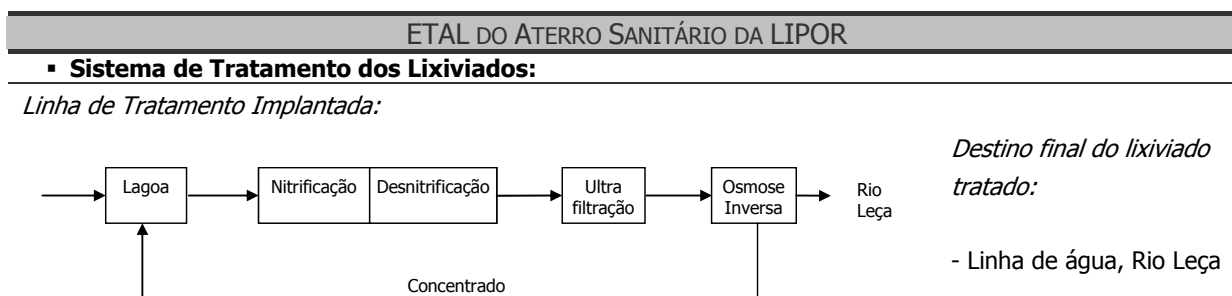 ETAL DO ATERRO SANITÁRIO DA LIPOR
▪ Sistema de Tratamento dos Lixiviados:
Linha de Tratamento Implantada:
Lagoa
Nitrificação
Desnitrificação
Ultra
filtração
Osmose
Inversa
Rio
Leça
Concentrado
Destino final do lixiviado
tratado:
- Linha de água, Rio Leça